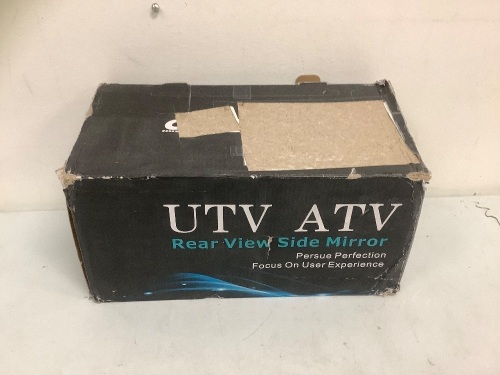 UTV ATV
Rear View Side Mirror
Persue Perfection
Focus On User Experience